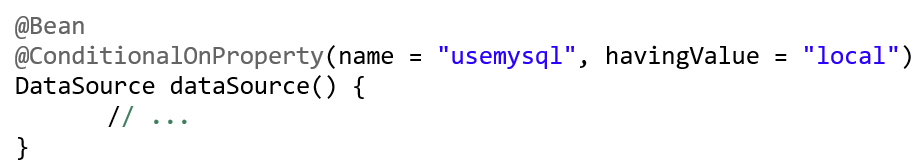 @Bean
@ConditionalOnProperty(name = "usemysql", havingValue = "local")
DataSource dataSource() {
// ...
}